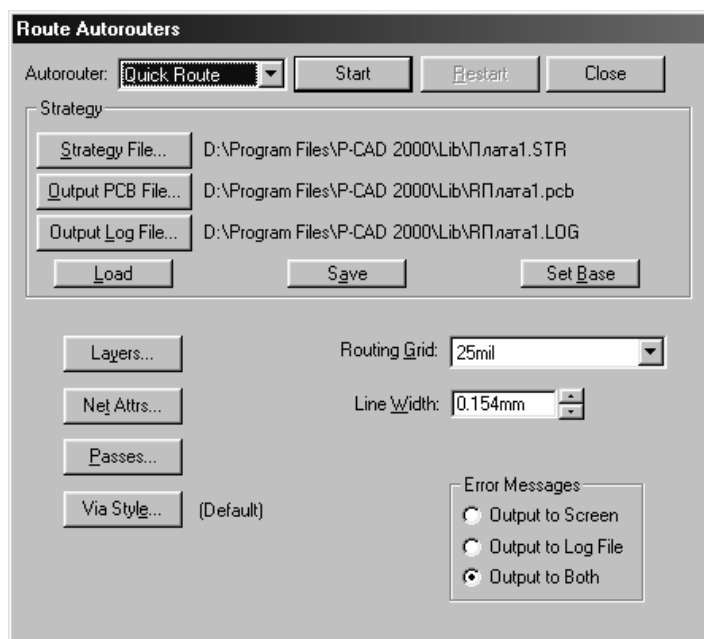 Route Autorouters
Autorouter: Quick Route Start Restart Close
Strategy
Strategy File... D:\Program Files\P-CAD 2000\Lib\Плата1.STR
Output PCB File... D:\Program Files\P-CAD 2000\Lib\RПлата1.pcb
Output Log File... D:\Program Files\P-CAD 2000\Lib\RПлата1.LOG
Load Save Set Base
Layers... Routing Grid: 25mil
Net Attrs... Line Width: 0.154mm
Passes...
Via Style... (Default)
Error Messages
Output to Screen
Output to Log File
Output to Both